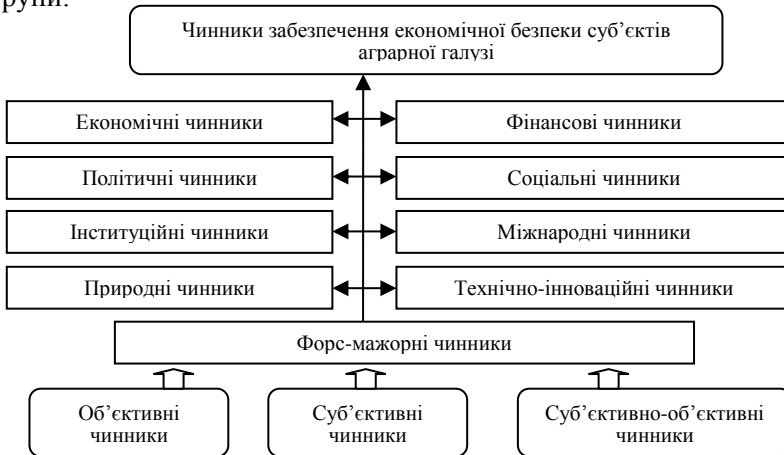 рупи:
Чинники забезпечення економічної безпеки суб’єктів
аграрної галузі
Економічні чинники
Фінансові чинники
Політичні чинники
Соціальні чинники
Інституційні чинники
Міжнародні чинники
Природні чинники
Технічно-інноваційні чинники
Форс-мажорні чинники
Об’єктивні
чинники
Суб’єктивні
чинники
Суб’єктивно-об’єктивні
чинники